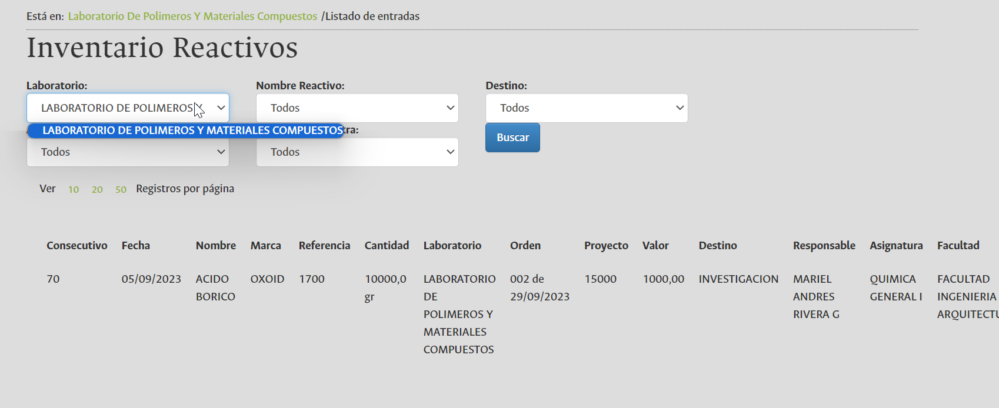 Está en: Laboratorio De Polimeros Y Materiales Compuestos /Listado de entradas
Inventario Reactivos
Laboratorio: Nombre Reactivo: Destino:
LABORATORIO DE POLIMEROS Y Todos Todos
LABORATORIO DE POLIMEROS Y MATERIALES COMPUESTOS
Buscar
Todos Todos
Ver 10 20 50 Registros por página
Consecutivo Fecha Nombre Marca Referencia Cantidad Laboratorio Orden Proyecto Valor Destino Responsable Asignatura Facultad
70 05/09/2023 ACIDO OXOID 1700 10000,0 LABORATORIO 002 de 15000 1000,00 INVESTIGACION MARIEL QUIMICA FACULTAD
BORICO gr DE 29/09/2023 ANDRES GENERAL I INGENIERIA
POLIMEROS Y RIVERA G ARQUITECTU
MATERIALES
COMPUESTOS